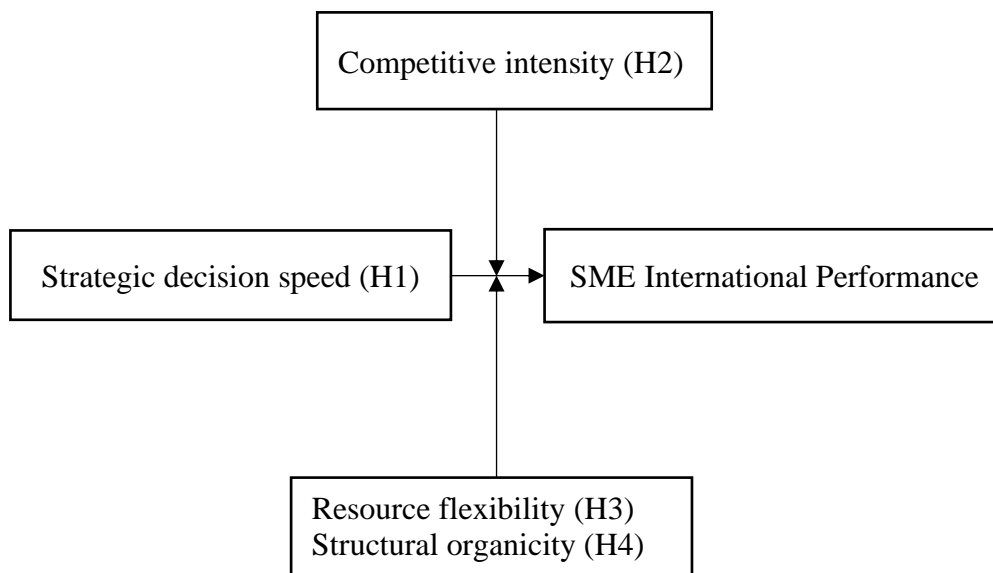 Competitive intensity (H2)
Strategic decision speed (H1)
SME International Performance
Resource flexibility (H3)
Structural organicity (H4)